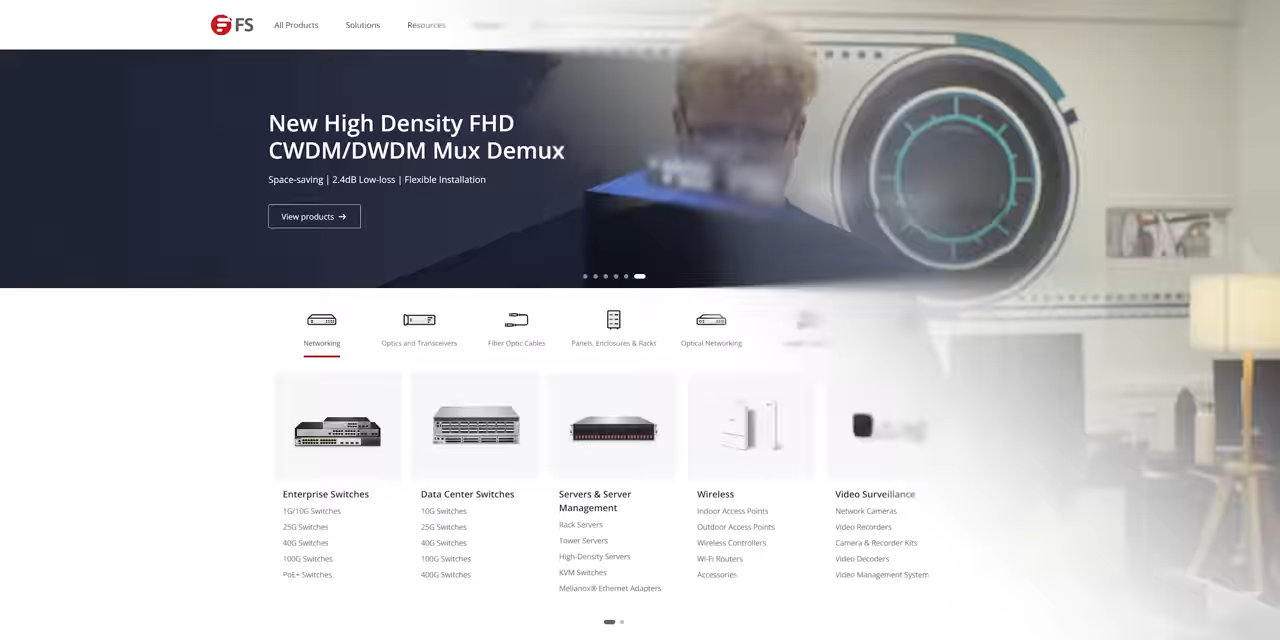 FS
All Products
Solutions
Resources
New High Density FHD
CWDM/DWDM Mux Demux
Space-saving | 2.4dB Low-loss | Flexible Installation
View products
Networking
Optics and Transceivers
Fiber Optic Cables
Panels, Enclosures & Racks
Optical Networking
Enterprise Switches
1G/10G Switches
25G Switches
40G Switches
100G Switches
PoE+ Switches
Data Center Switches
10G Switches
25G Switches
40G Switches
100G Switches
400G Switches
Servers & Server
Management
Rack Servers
Tower Servers
High-Density Servers
KVM Switches
Mellanox® Ethernet Adapters
Wireless
Indoor Access Points
Outdoor Access Points
Wireless Controllers
Wi-Fi Routers
Accessories
Video Surveillance
Network Cameras
Video Recorders
Camera & Recorder Kits
Video Decoders
Video Management System